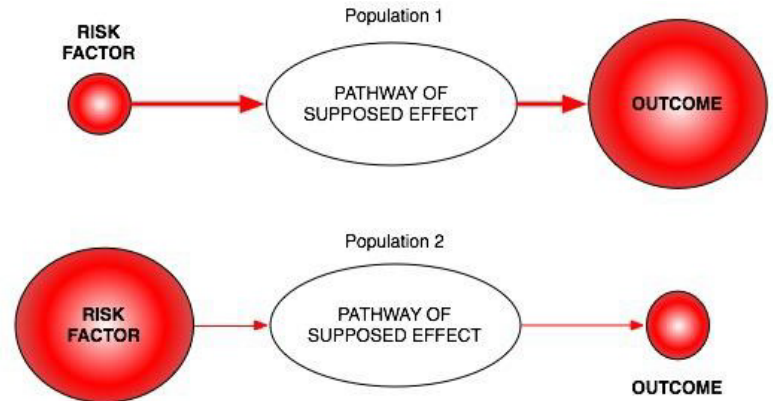 Population 1
RISK
FACTOR
PATHWAY OF
SUPPOSED EFFECT
OUTCOME
Population 2
RISK
FACTOR
PATHWAY OF
SUPPOSED EFFECT
OUTCOME